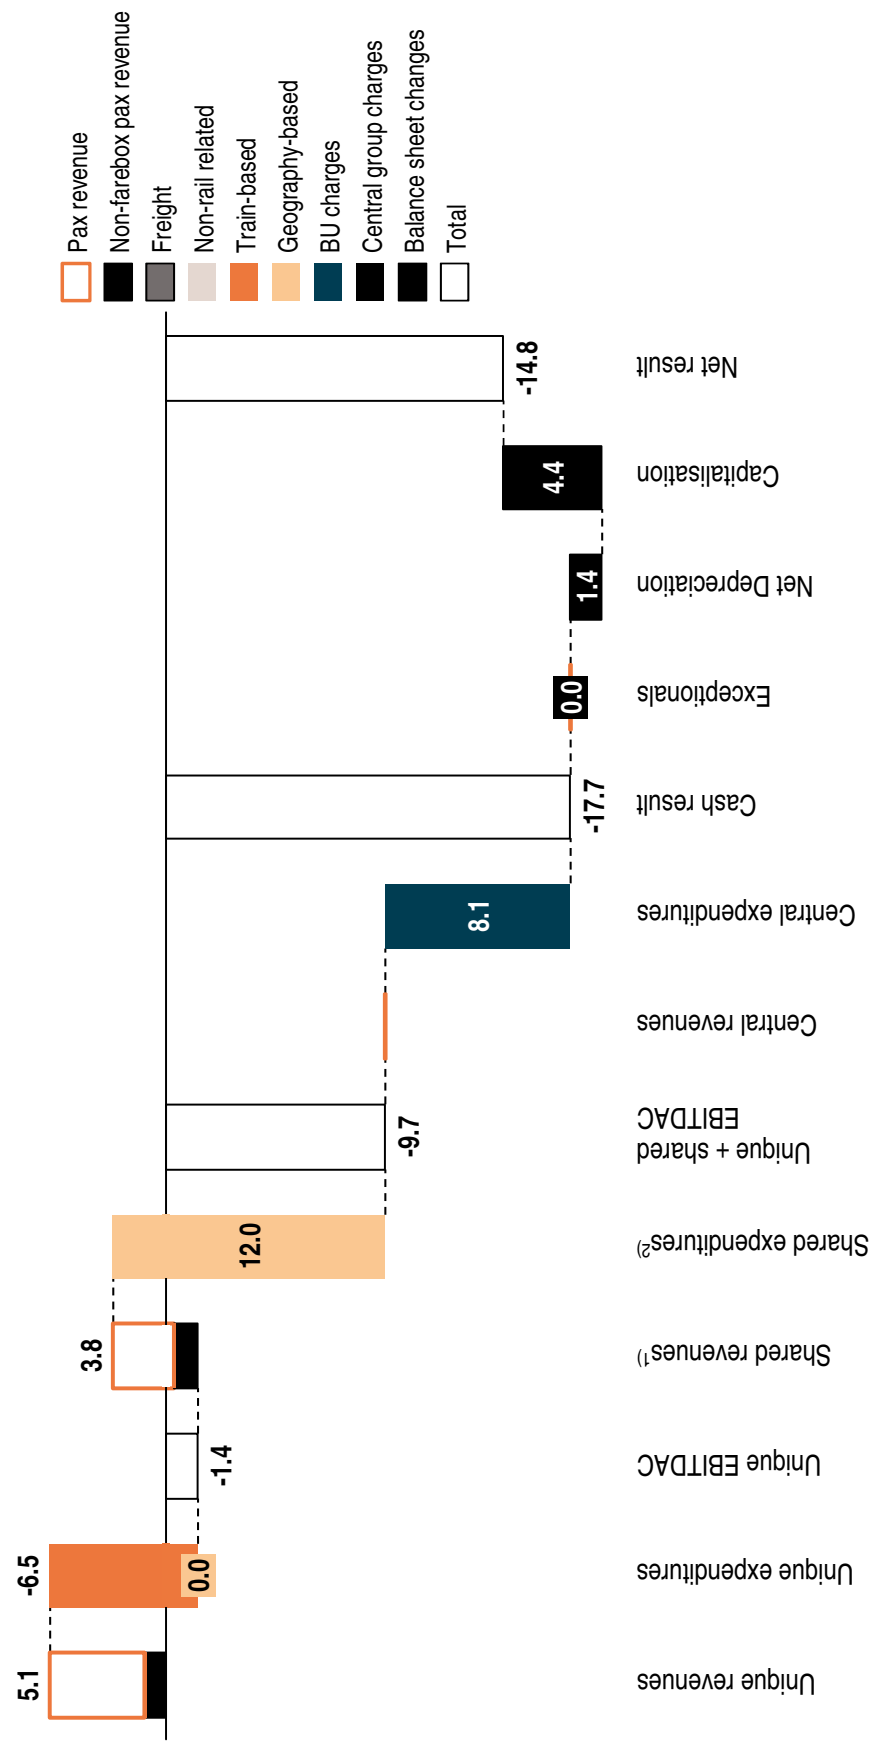 Pax revenue
Non-farebox pax revenue
Freight
Non-rail related
Train-based
Geography-based
BU charges
Central group charges
Balance sheet changes
Total
5.1
-6.5
0.0
-1.4
3.8
12.0
-9.7
8.1
-17.7
0.0
1.4
4.4
-14.8
Unique revenues
Unique expenditures
Unique EBITDAC
Shared revenues1)
Shared expenditures2)
Unique + shared
EBITDAC
Central revenues
Central expenditures
Cash result
Exceptionals
Net Depreciation
Capitalisation
Net result